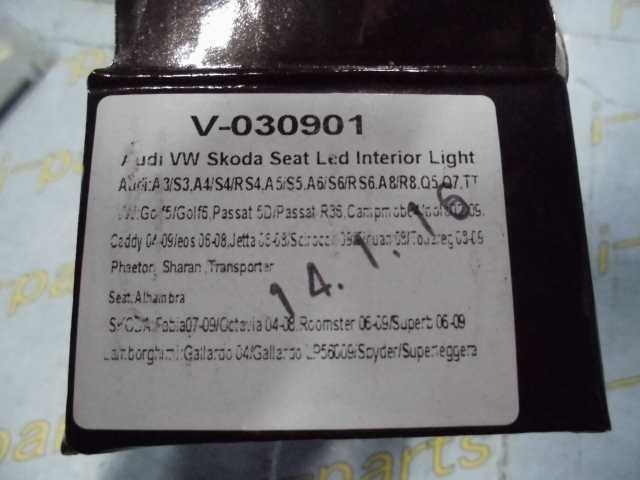 V-030901
Audi VW Skoda Seat Led Interior Light
Audi:A3/S3,A4/S4/RS4,A5/S5,A6/S6/RS6,A8/R8,Q5,Q7,TT
VW:Golf5/Golf6,Passat 5D/Passat R36,
Caddy 04-09/eos 06-08,Jetta 06-08/Scirocco 09/Tiguan 09/Touareg 03-09
Phaeton, Sharan,Transporter
Seat:Alhambra
SKODA:Fabia07-09/Octavia 04-08,Roomster 06-09/Superb 06-09
Lamborghini:Gallardo 04/Gallardo LP56009/Spyder/Superleggera
14.1.16
i-parts